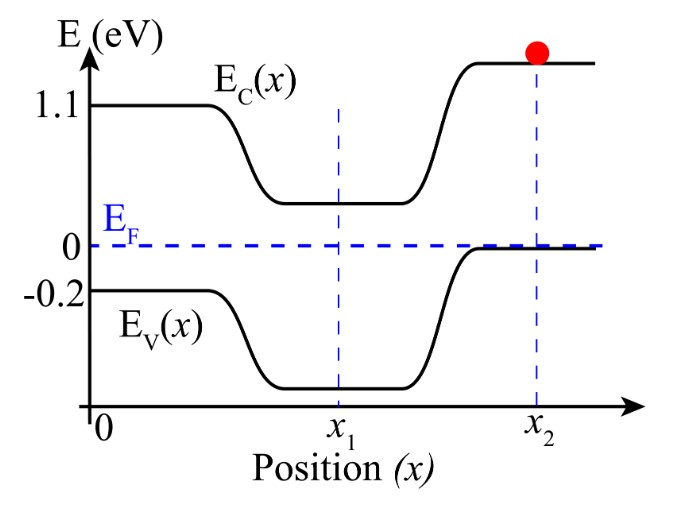 E (eV)
E_C(x)
1.1
E_F
0
-0.2
E_V(x)
0
x_1
x_2
Position (x)